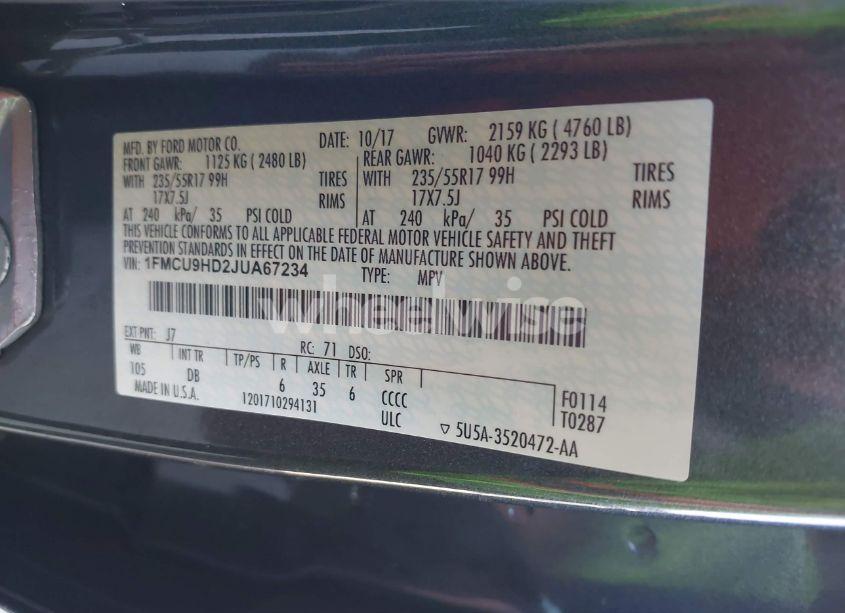 MFD. BY FORD MOTOR CO. DATE: 10/17 GVWR: 2159 KG ( 4760 LB)
FRONT GAWR: 1125 KG ( 2480 LB) REAR GAWR: 1040 KG ( 2293 LB)
WITH 235/55R17 99H TIRES WITH 235/55R17 99H TIRES
17X7.5J RIMS 17X7.5J RIMS
AT 240 kPa/ 35 PSI COLD AT 240 kPa/ 35 PSI COLD
THIS VEHICLE CONFORMS TO ALL APPLICABLE FEDERAL MOTOR VEHICLE SAFETY AND THEFT
PREVENTION STANDARDS IN EFFECT ON THE DATE OF MANUFACTURE SHOWN ABOVE.
VIN: 1FMCU9HD2JUA67234 TYPE: MPV
wheelwise
EXT PNT: J7 RC: 71 DSO:
WB INT TR TP/PS R AXLE TR SPR
105 DB 6 35 6 CCCC F0114
MADE IN U.S.A. 1201710294131 ULC T0287
5U5A-3520472-AA